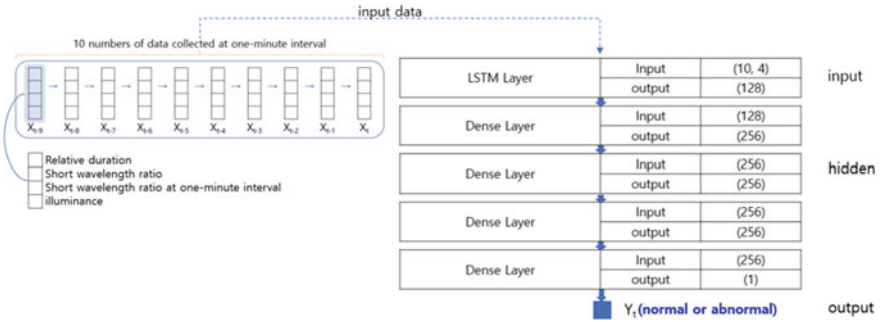 input data
10 numbers of data collected at one-minute interval
Xt-9 Xt-8 Xt-7 Xt-6 Xt-5 Xt-4 Xt-3 Xt-2 Xt-1 Xt
Relative duration
Short wavelength ratio
Short wavelength ratio at one-minute interval
illuminance
LSTM Layer Input (10, 4) input
output (128)
Dense Layer Input (128)
output (256)
Dense Layer Input (256) hidden
output (256)
Dense Layer Input (256)
output (256)
Dense Layer Input (256)
output (1)
Yt (normal or abnormal) output